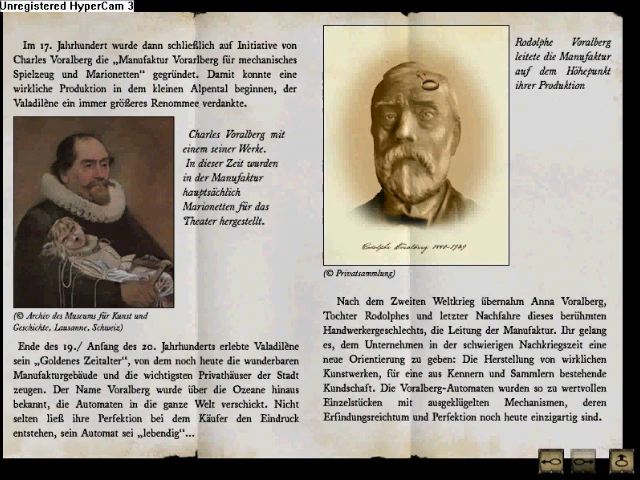 Unregistered HyperCam 3
Im 17. Jahrhundert wurde dann schließlich auf Initiative von
Charles Voralberg die „Manufaktur Vorarlberg für mechanisches
Spielzeug und Marionetten“ gegründet. Damit konnte eine
wirkliche Produktion in dem kleinen Alpental beginnen, der
Valadilène ein immer größeres Renommee verdankte.
Charles Voralberg mit
einem seiner Werke.
In dieser Zeit wurden
in der Manufaktur
hauptsächlich
Marionetten für das
Theater hergestellt.
(© Archiv des Museums für Kunst und
Geschichte, Lausanne, Schweiz)
Ende des 19./ Anfang des 20. Jahrhunderts erlebte Valadilène
sein „Goldenes Zeitalter“, von dem noch heute die wunderbaren
Manufakturgebäude und die wichtigsten Privathäuser der Stadt
zeugen. Der Name Voralberg wurde über die Ozeane hinaus
bekannt, die Automaten in die ganze Welt verschickt. Nicht
selten ließ ihre Perfektion bei dem Käufer den Eindruck
entstehen, sein Automat sei „lebendig“...
Rodolphe Voralberg
leitete die Manufaktur
auf dem Höhepunkt
ihrer Produktion
(© Privatsammlung)
Nach dem Zweiten Weltkrieg übernahm Anna Voralberg,
Tochter Rodolphes und letzter Nachfahre dieses berühmten
Handwerkergeschlechts, die Leitung der Manufaktur. Ihr gelang
es, dem Unternehmen in der schwierigen Nachkriegszeit eine
neue Orientierung zu geben: Die Herstellung von wirklichen
Kunstwerken, für eine aus Kennern und Sammlern bestehende
Kundschaft. Die Voralberg-Automaten wurden so zu wertvollen
Einzelstücken mit ausgeklügelten Mechanismen, deren
Erfindungsreichtum und Perfektion noch heute einzigartig sind.